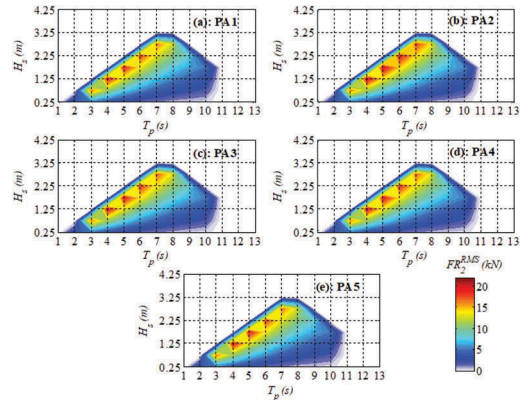 (a): PA1
4.25
3.25
2.25
1.25
0.25
H_s (m)
1 2 3 4 5 6 7 8 9 10 11 12 13
T_p (s)
(b): PA2
4.25
3.25
2.25
1.25
0.25
H_s (m)
1 2 3 4 5 6 7 8 9 10 11 12 13
T_p (s)
(c): PA3
4.25
3.25
2.25
1.25
0.25
H_s (m)
1 2 3 4 5 6 7 8 9 10 11 12 13
T_p (s)
(d): PA4
4.25
3.25
2.25
1.25
0.25
H_s (m)
1 2 3 4 5 6 7 8 9 10 11 12 13
T_p (s)
(e): PA5
4.25
3.25
2.25
1.25
0.25
H_s (m)
1 2 3 4 5 6 7 8 9 10 11 12 13
T_p (s)
FR_2^RMS (kN)
20
15
10
5
0